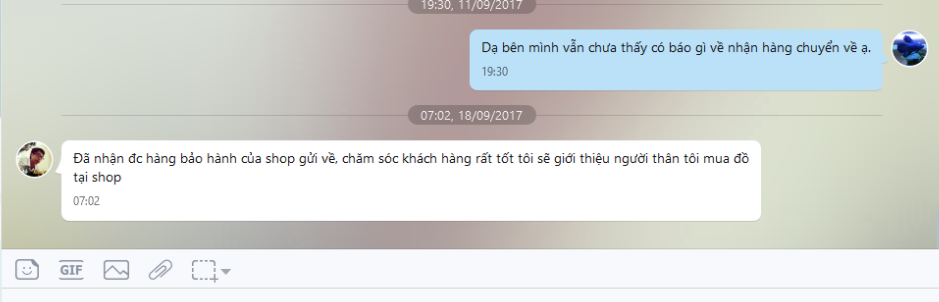 19:30, 11/09/2017
Dạ bên mình vẫn chưa thấy có báo gì về nhận hàng chuyển về ạ.
19:30
07:02, 18/09/2017
Đã nhận đc hàng bảo hành của shop gửi về, chăm sóc khách hàng rất tốt tôi sẽ giới thiệu người thân tôi mua đồ
tại shop
07:02
GIF